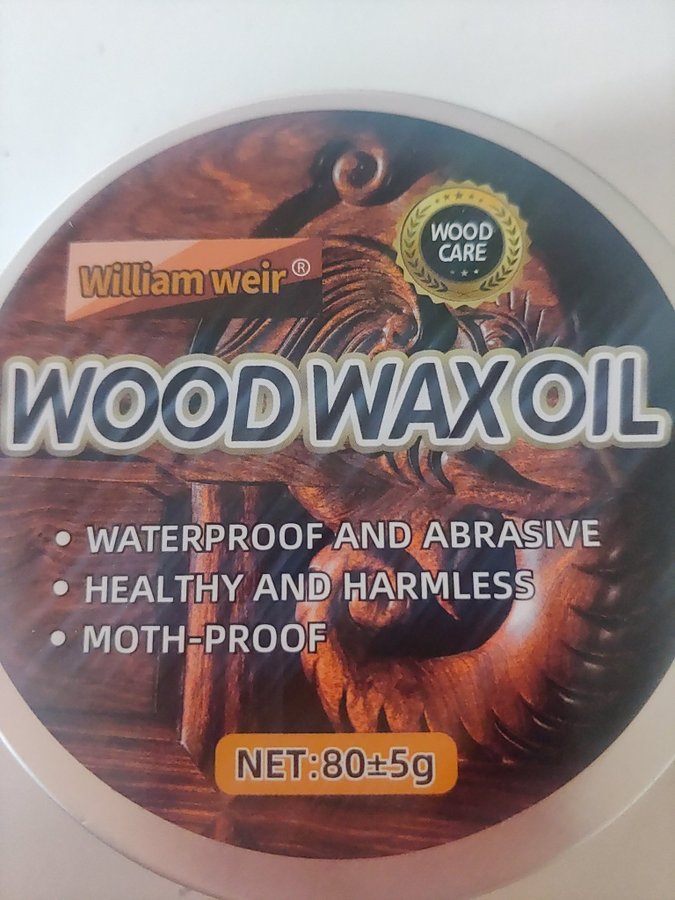 William weir®
WOOD
CARE
WOOD WAX OIL
• WATERPROOF AND ABRASIVE
• HEALTHY AND HARMLESS
• MOTH-PROOF
NET:80±5g